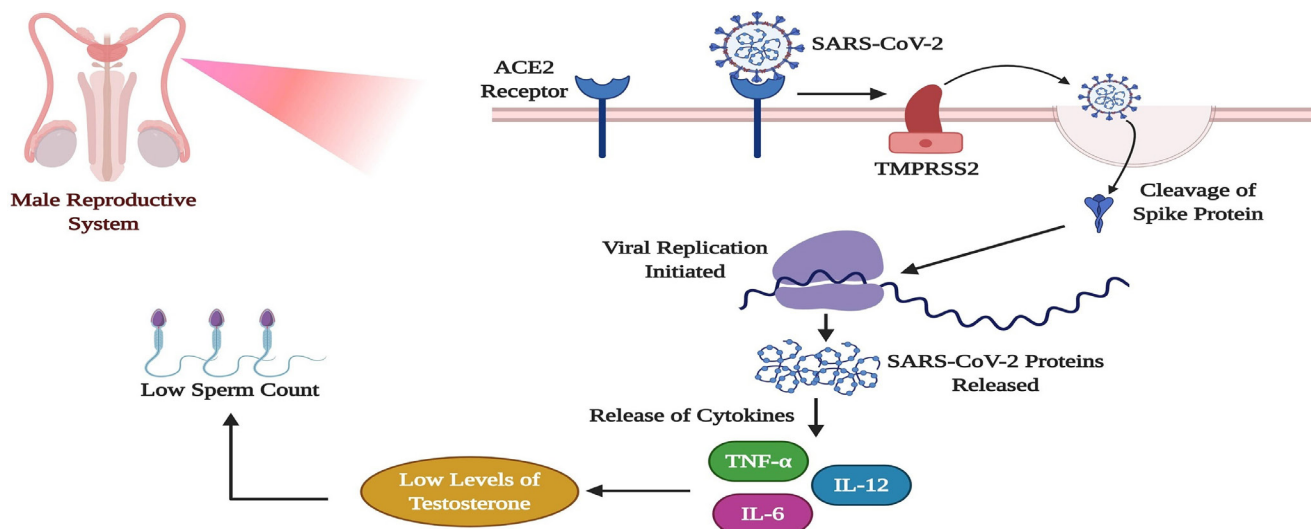 SARS-CoV-2
ACE2
Receptor
TMPRSS2
Male Reproductive
System
Cleavage of
Spike Protein
Viral Replication
Initiated
SARS-CoV-2 Proteins
Released
Low Sperm Count
Release of Cytokines
TNF-α
IL-12
IL-6
Low Levels of
Testosterone